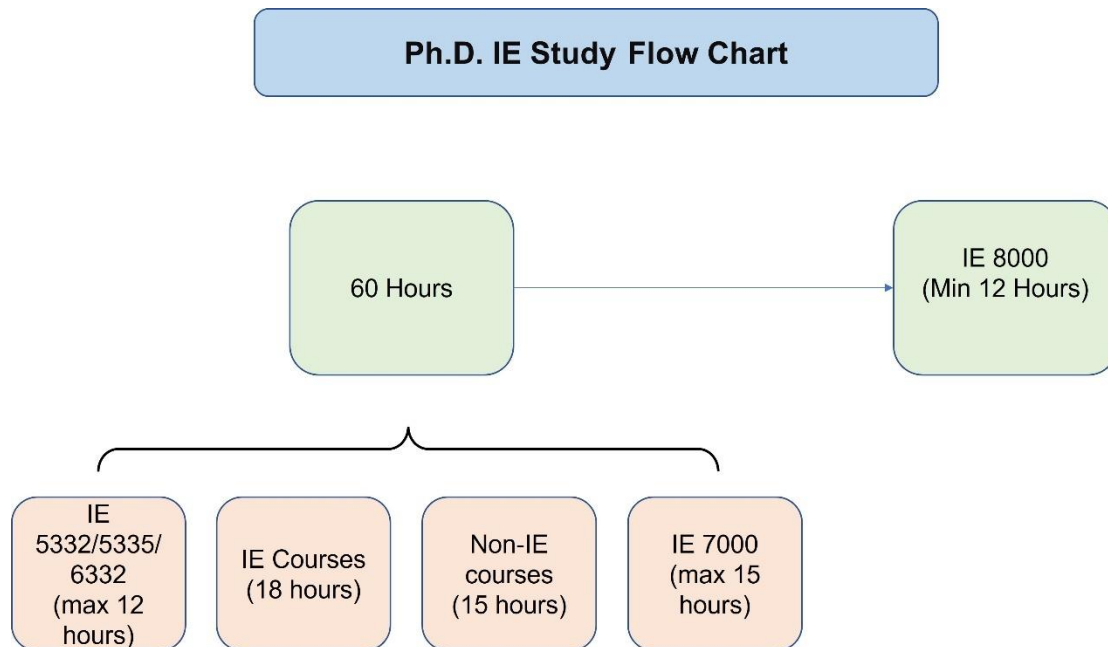 Ph.D. IE Study Flow Chart
60 Hours
IE 8000
(Min 12 Hours)
IE
5332/5335/
6332
(max 12
hours)
IE Courses
(18 hours)
Non-IE
courses
(15 hours)
IE 7000
(max 15
hours)